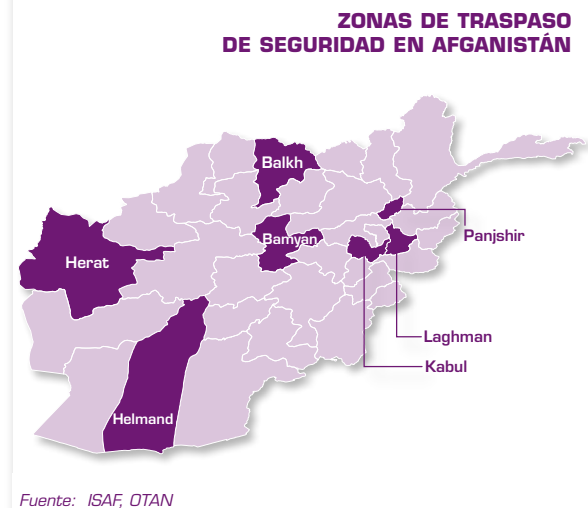 ZONAS DE TRASPASO
DE SEGURIDAD EN AFGANISTÁN
Balkh
Panjshir
Bamyan
Herat
Laghman
Kabul
Helmand
Fuente: ISAF, OTAN